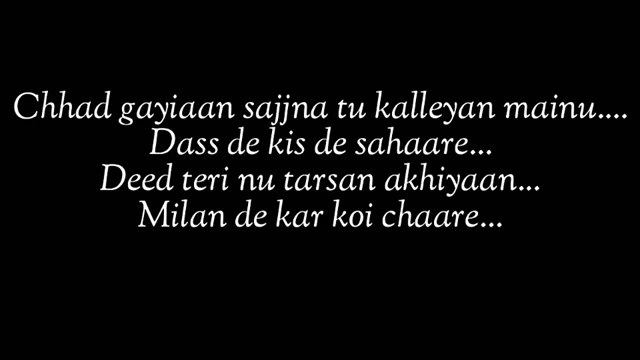 Chhad gayiaan sajjna tu kalleyan mainu....
Dass de kis de sahaare...
Deed teri nu tarsan akhiyaan...
Milan de kar koi chaare...